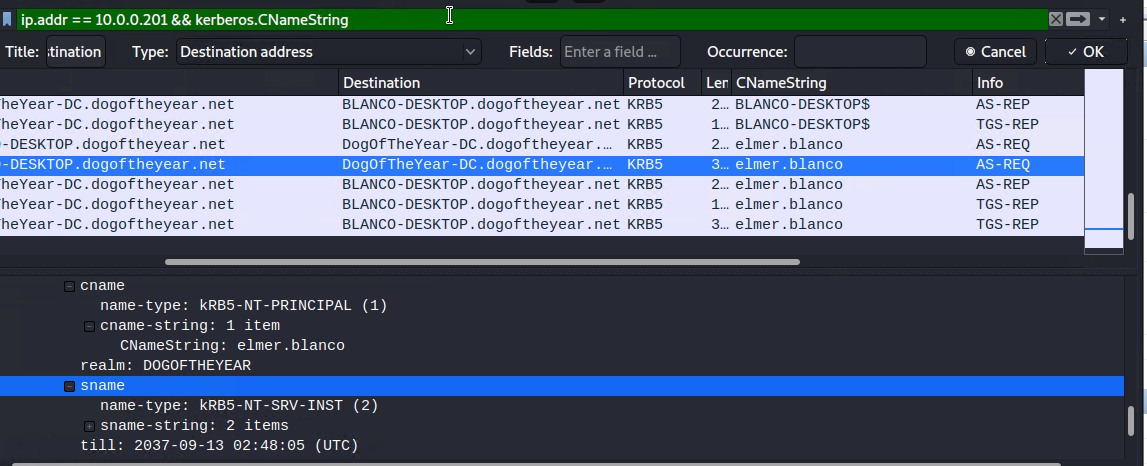 ip.addr == 10.0.0.201 && kerberos.CNameString
Title: tination Type: Destination address Fields: Enter a field ... Occurrence: Cancel OK
Destination Protocol Ler CNameString Info
heYear-DC.dogoftheyear.net BLANCO-DESKTOP.dogoftheyear.net KRB5 2… BLANCO-DESKTOP$ AS-REP
heYear-DC.dogoftheyear.net BLANCO-DESKTOP.dogoftheyear.net KRB5 1… BLANCO-DESKTOP$ TGS-REP
-DESKTOP.dogoftheyear.net DogOfTheYear-DC.dogoftheyear.… KRB5 2… elmer.blanco AS-REQ
-DESKTOP.dogoftheyear.net DogOfTheYear-DC.dogoftheyear.… KRB5 3… elmer.blanco AS-REQ
heYear-DC.dogoftheyear.net BLANCO-DESKTOP.dogoftheyear.net KRB5 2… elmer.blanco AS-REP
heYear-DC.dogoftheyear.net BLANCO-DESKTOP.dogoftheyear.net KRB5 1… elmer.blanco TGS-REP
heYear-DC.dogoftheyear.net BLANCO-DESKTOP.dogoftheyear.net KRB5 3… elmer.blanco TGS-REP
cname
name-type: kRB5-NT-PRINCIPAL (1)
cname-string: 1 item
CNameString: elmer.blanco
realm: DOGOFTHEYEAR
sname
name-type: kRB5-NT-SRV-INST (2)
sname-string: 2 items
till: 2037-09-13 02:48:05 (UTC)